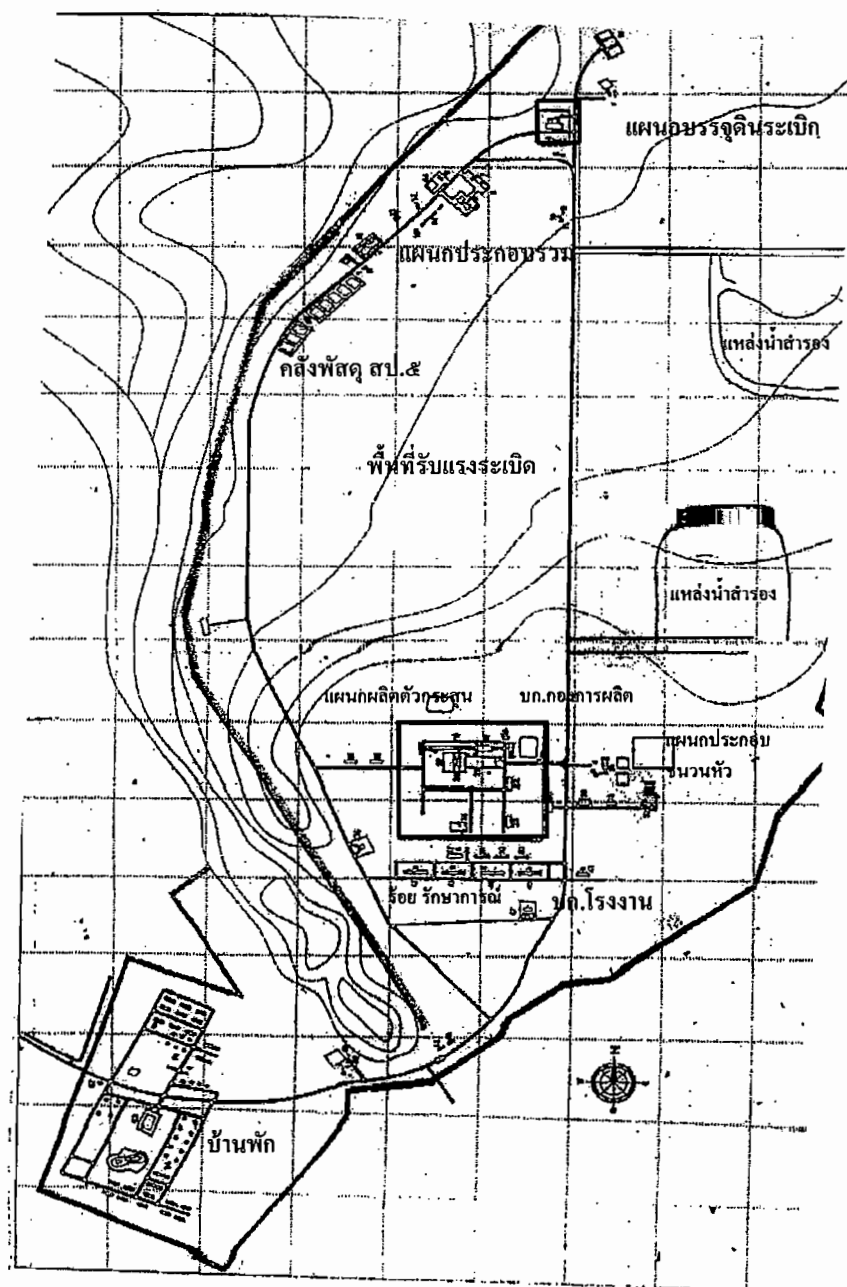 แผนกบรรจุดินระเบิด
แผนกประกอบรวม
แหล่งน้ำสำรอง
คลังพัสดุ สป.๕
พื้นที่รับแรงระเบิด
แหล่งน้ำสำรอง
แผนกผลิตตัวกระสุน
บก.กองการผลิต
แผนกประกอบ
ชนวนหัว
ร้อย รักษาการณ์
บก.โรงงาน
N
บ้านพัก